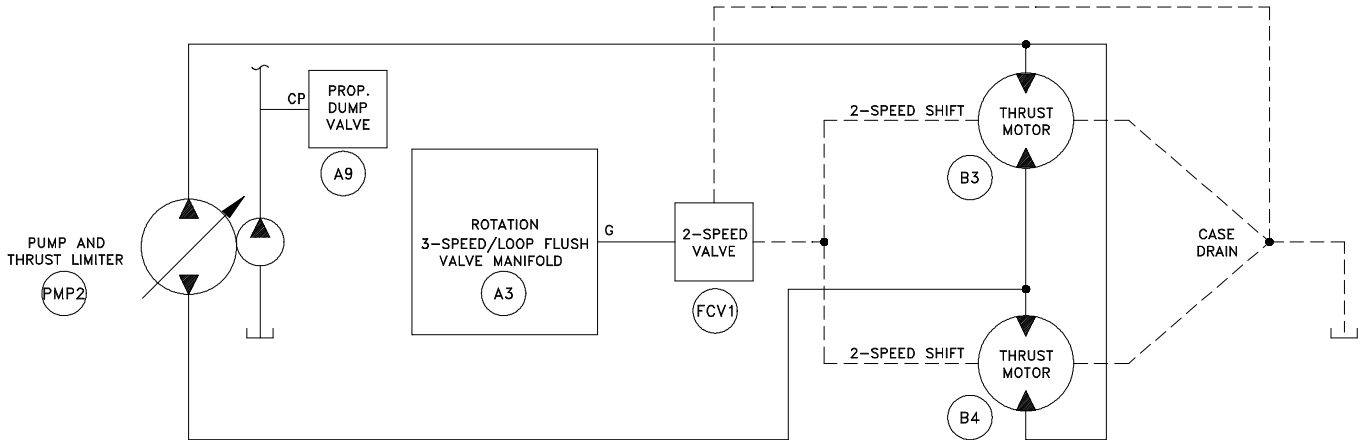 CP
PROP.
DUMP
VALVE
A9
2-SPEED SHIFT
THRUST
MOTOR
B3
PUMP AND
THRUST LIMITER
PMP2
ROTATION
3-SPEED/LOOP FLUSH
VALVE MANIFOLD
A3
G
2-SPEED
VALVE
FCV1
CASE
DRAIN
2-SPEED SHIFT
THRUST
MOTOR
B4